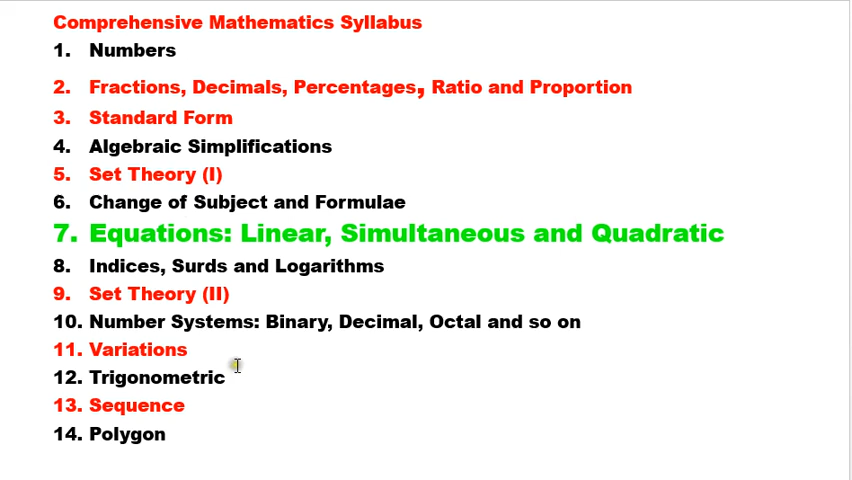 Comprehensive Mathematics Syllabus
1. Numbers
2. Fractions, Decimals, Percentages, Ratio and Proportion
3. Standard Form
4. Algebraic Simplifications
5. Set Theory (I)
6. Change of Subject and Formulae
7. Equations: Linear, Simultaneous and Quadratic
8. Indices, Surds and Logarithms
9. Set Theory (II)
10. Number Systems: Binary, Decimal, Octal and so on
11. Variations
12. Trigonometric
13. Sequence
14. Polygon